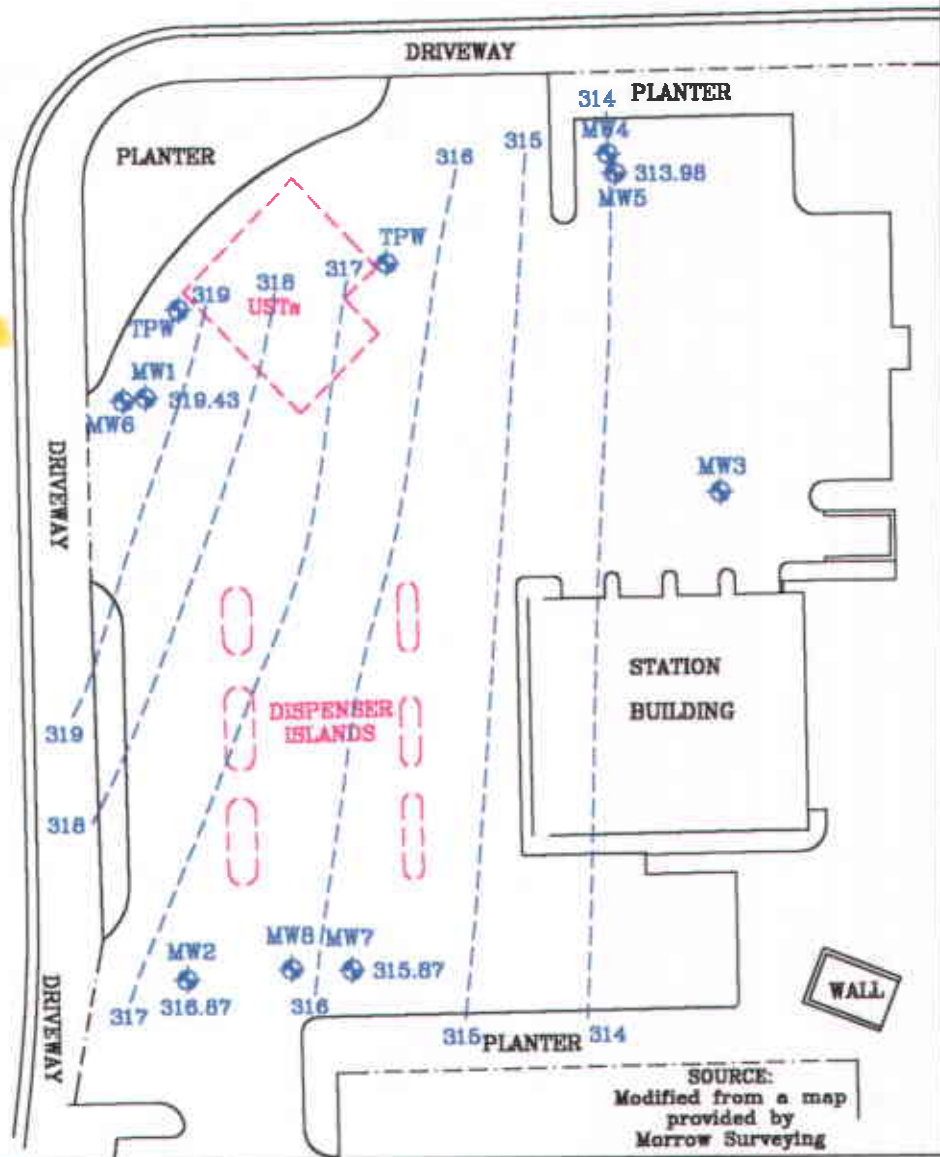 DRIVEWAY
314
PLANTER
MW4
315
PLANTER
316
313.98
MW5
TPW
317
318
319
USTs
TPW
MW1
319.43
MW6
DRIVEWAY
MW3
STATION
BUILDING
DISPENSER
ISLANDS
319
318
MW2
MW8
MW7
315.87
316.87
317
316
DRIVEWAY
WALL
315
PLANTER
314
SOURCE:
Modified from a map
provided by
Morrow Surveying